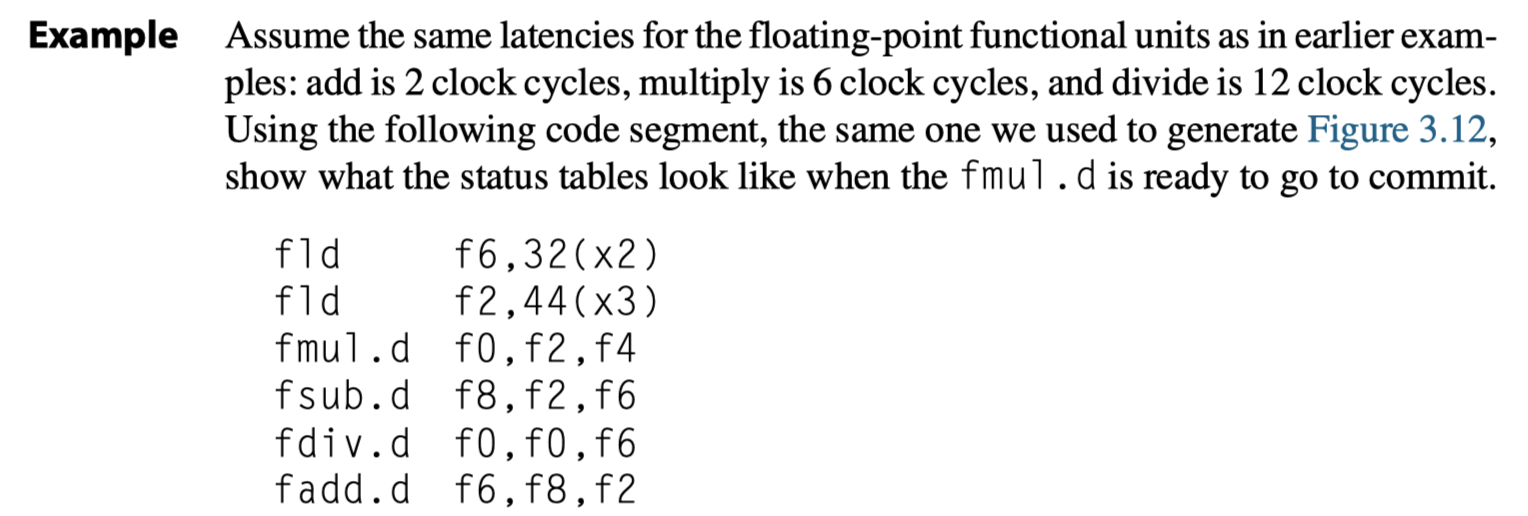 Example Assume the same latencies for the floating-point functional units as in earlier exam-
ples: add is 2 clock cycles, multiply is 6 clock cycles, and divide is 12 clock cycles.
Using the following code segment, the same one we used to generate Figure 3.12,
show what the status tables look like when the fmul.d is ready to go to commit.
fld f6,32(x2)
fld f2,44(x3)
fmul.d f0,f2,f4
fsub.d f8,f2,f6
fdiv.d f0,f0,f6
fadd.d f6,f8,f2